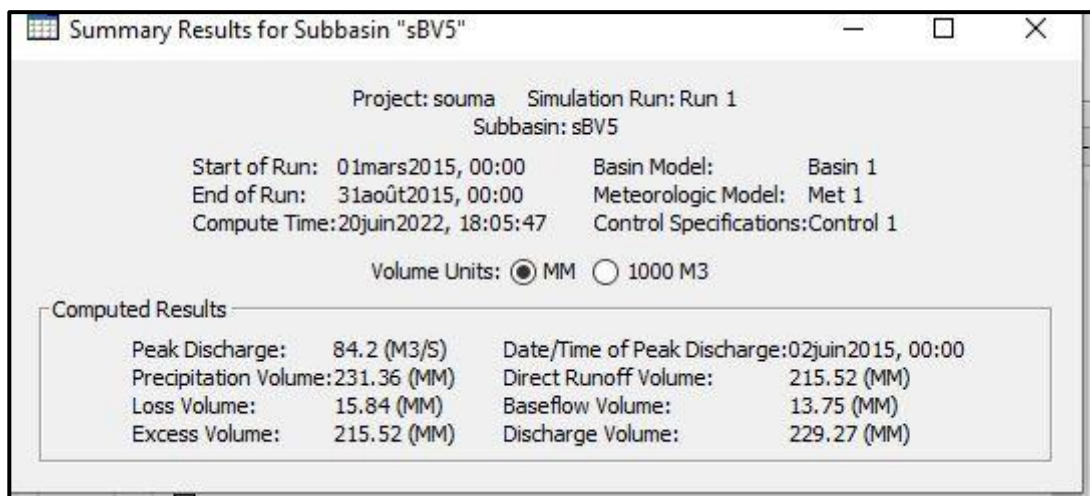 Summary Results for Subbasin "sBV5"
Project: souma Simulation Run: Run 1
Subbasin: sBV5
Start of Run: 01mars2015, 00:00 Basin Model: Basin 1
End of Run: 31août2015, 00:00 Meteorologic Model: Met 1
Compute Time:20juin2022, 18:05:47 Control Specifications:Control 1
Volume Units: MM 1000 M3
Computed Results
Peak Discharge: 84.2 (M3/S) Date/Time of Peak Discharge:02juin2015, 00:00
Precipitation Volume:231.36 (MM) Direct Runoff Volume: 215.52 (MM)
Loss Volume: 15.84 (MM) Baseflow Volume: 13.75 (MM)
Excess Volume: 215.52 (MM) Discharge Volume: 229.27 (MM)